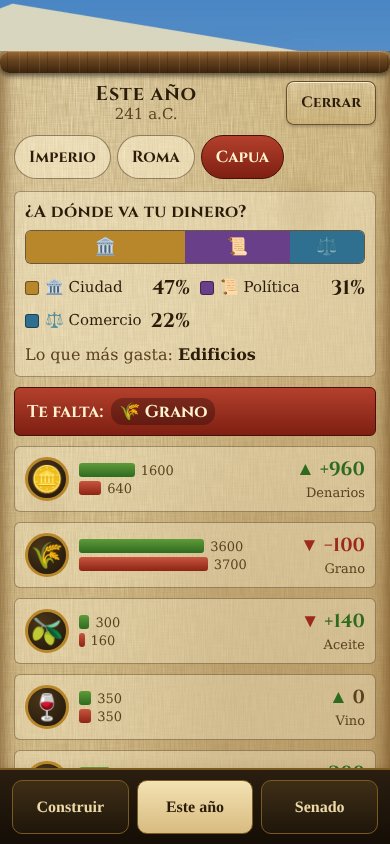 Este año
241 a.C.
Cerrar
Imperio Roma Capua
¿A dónde va tu dinero?
Ciudad 47% Política 31%
Comercio 22%
Lo que más gasta: Edificios
Te falta: Grano
1600
640
▲ +960
Denarios
3600
3700
▼ −100
Grano
300
160
▼ +140
Aceite
350
350
▲ 0
Vino
Construir Este año Senado